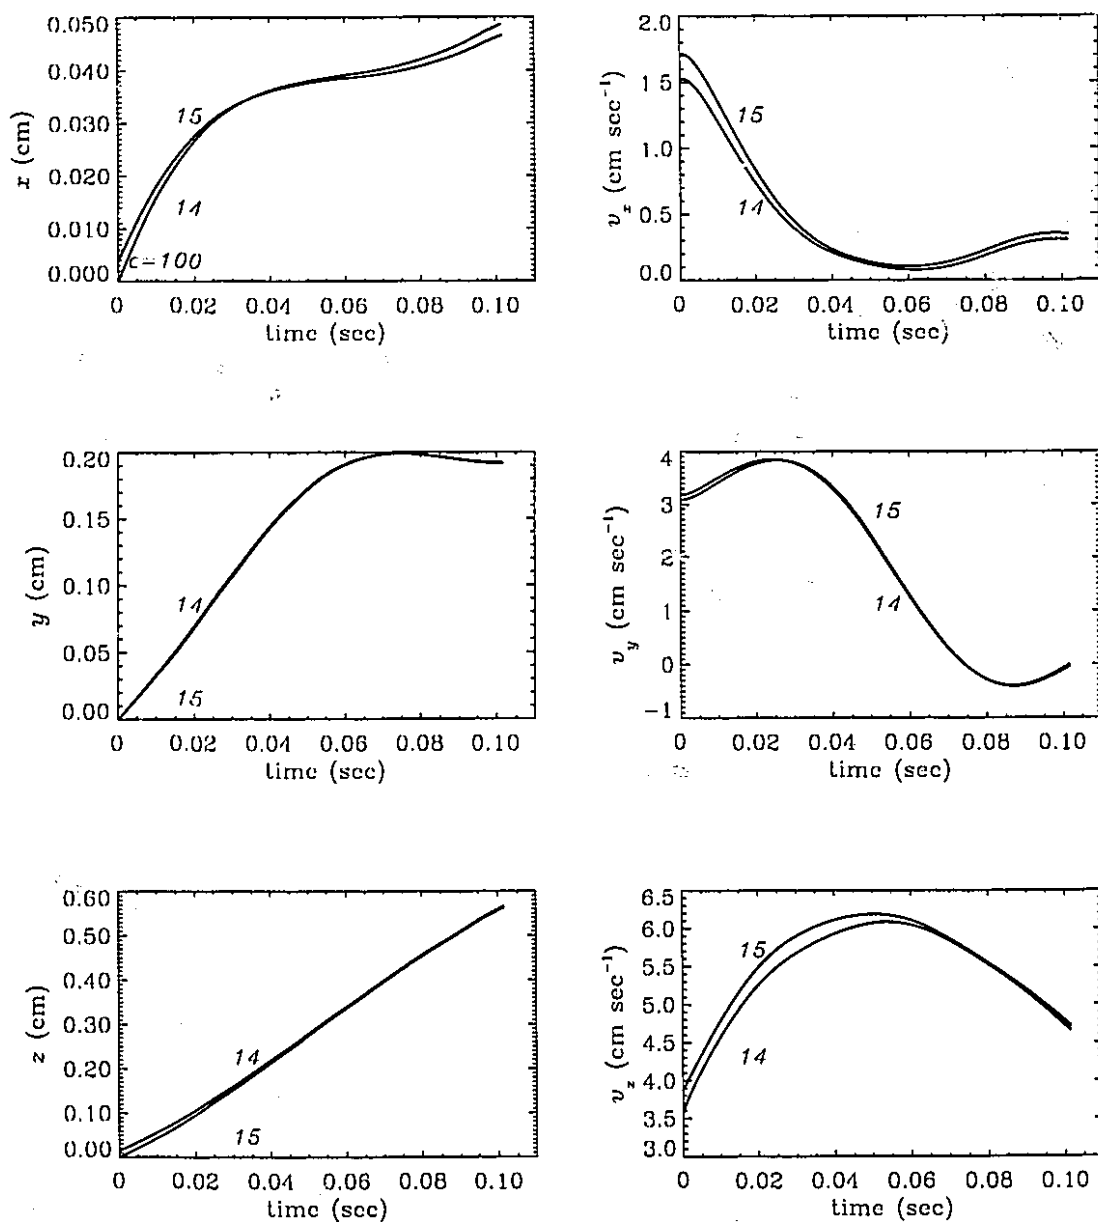 0.050
0.040
0.030
0.020
0.010
0.000
x (cm)
15
14
c=100
0 0.02 0.04 0.06 0.08 0.10
time (sec)
2.0
1.5
1.0
0.5
0.0
v_x (cm sec⁻¹)
15
14
0 0.02 0.04 0.06 0.08 0.10
time (sec)
0.20
0.15
0.10
0.05
0.00
y (cm)
14
15
0 0.02 0.04 0.06 0.08 0.10
time (sec)
4
3
2
1
0
-1
v_y (cm sec⁻¹)
15
14
0 0.02 0.04 0.06 0.08 0.10
time (sec)
0.60
0.50
0.40
0.30
0.20
0.10
0.00
z (cm)
14
15
0 0.02 0.04 0.06 0.08 0.10
time (sec)
6.5
6.0
5.5
5.0
4.5
4.0
3.5
3.0
v_z (cm sec⁻¹)
15
14
0 0.02 0.04 0.06 0.08 0.10
time (sec)